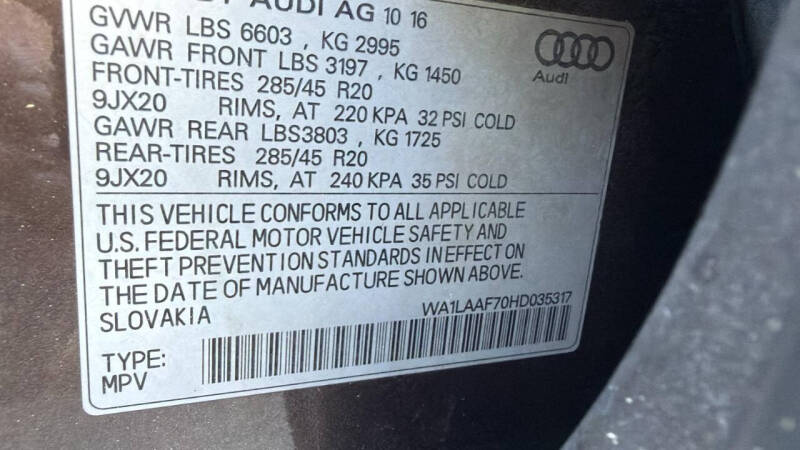 AUDI AG 10 16
GVWR LBS 6603 , KG 2995
GAWR FRONT LBS 3197 , KG 1450
FRONT-TIRES 285/45 R20
9JX20 RIMS, AT 220 KPA 32 PSI COLD
GAWR REAR LBS3803 , KG 1725
REAR-TIRES 285/45 R20
9JX20 RIMS, AT 240 KPA 35 PSI COLD
Audi
THIS VEHICLE CONFORMS TO ALL APPLICABLE
U.S. FEDERAL MOTOR VEHICLE SAFETY AND
THEFT PREVENTION STANDARDS IN EFFECT ON
THE DATE OF MANUFACTURE SHOWN ABOVE.
SLOVAKIA
WA1LAAF70HD035317
TYPE:
MPV